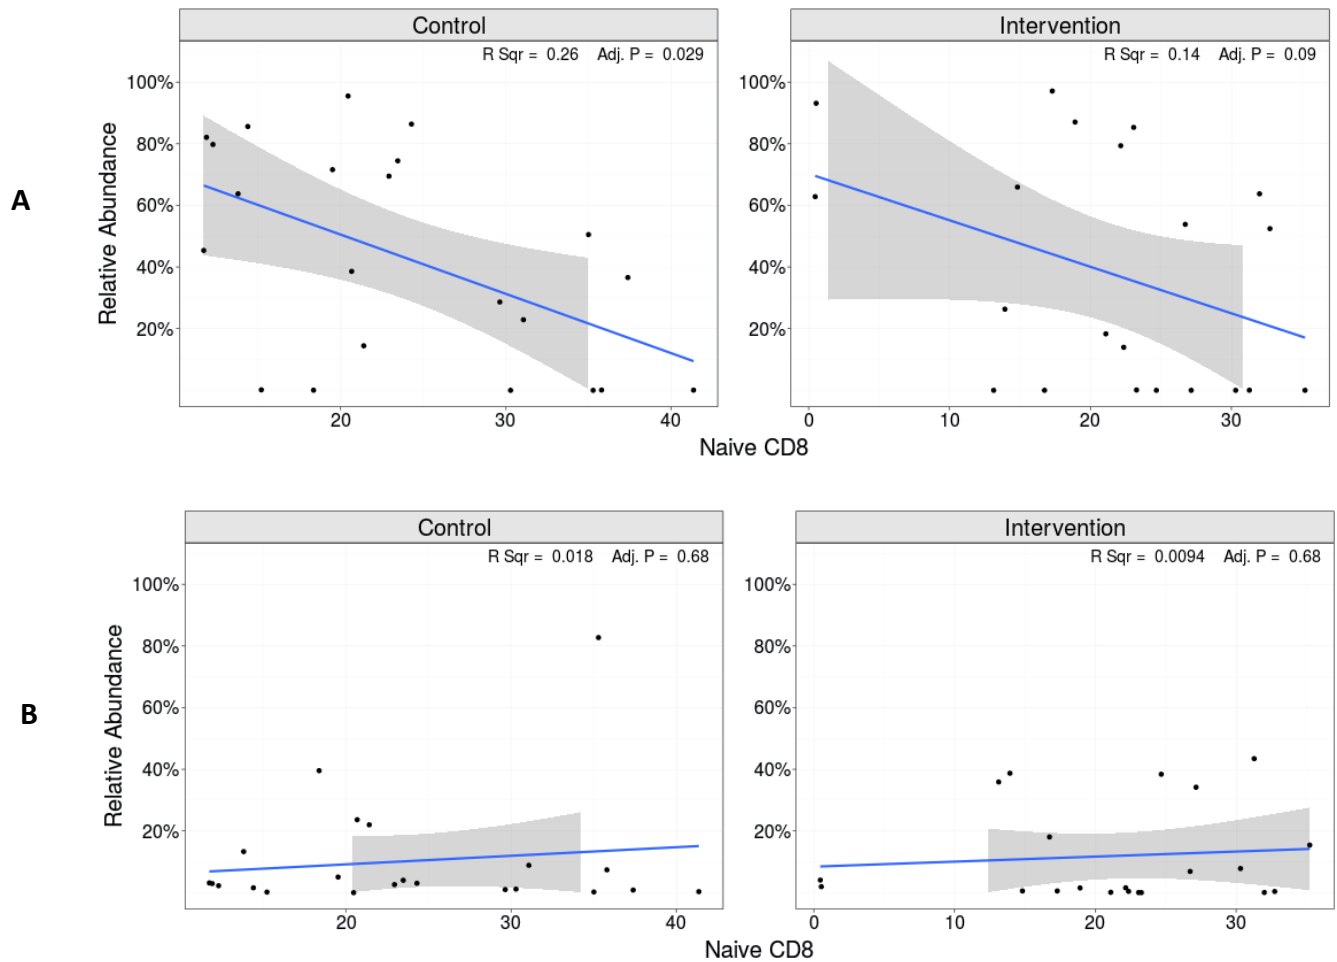 Control
Intervention
R Sqr = 0.26 Adj. P = 0.029
R Sqr = 0.14 Adj. P = 0.09
A
Relative Abundance
100%
80%
60%
40%
20%
100%
80%
60%
40%
20%
20 30 40
0 10 20 30
Naive CD8
Control
Intervention
R Sqr = 0.018 Adj. P = 0.68
R Sqr = 0.0094 Adj. P = 0.68
B
Relative Abundance
100%
80%
60%
40%
20%
100%
80%
60%
40%
20%
20 30 40
0 10 20 30
Naive CD8